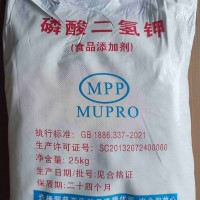 磷酸二氢钾
(食品添加剂)
MPP
MUPRO
执行标准:GB 1886.337-2021
生产许可证号:SC20132072400060
净含量:25kg
生产日期/批号:见合格证
保质期:二十四个月